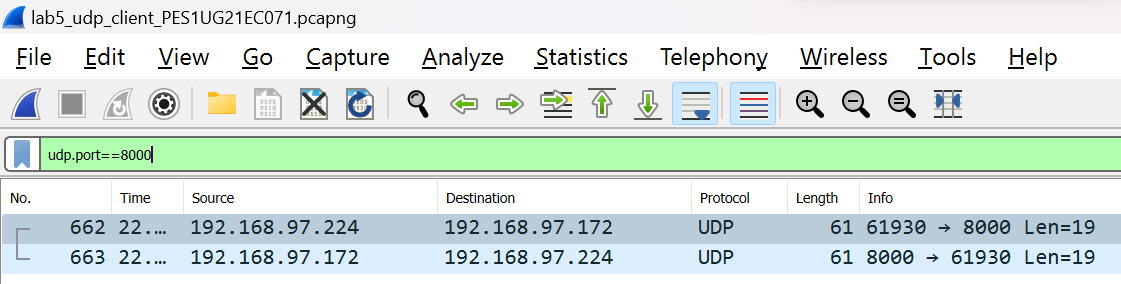 lab5_udp_client_PES1UG21EC071.pcapng
File Edit View Go Capture Analyze Statistics Telephony Wireless Tools Help
udp.port==8000
No. Time Source Destination Protocol Length Info
662 22.… 192.168.97.224 192.168.97.172 UDP 61 61930 → 8000 Len=19
663 22.… 192.168.97.172 192.168.97.224 UDP 61 8000 → 61930 Len=19